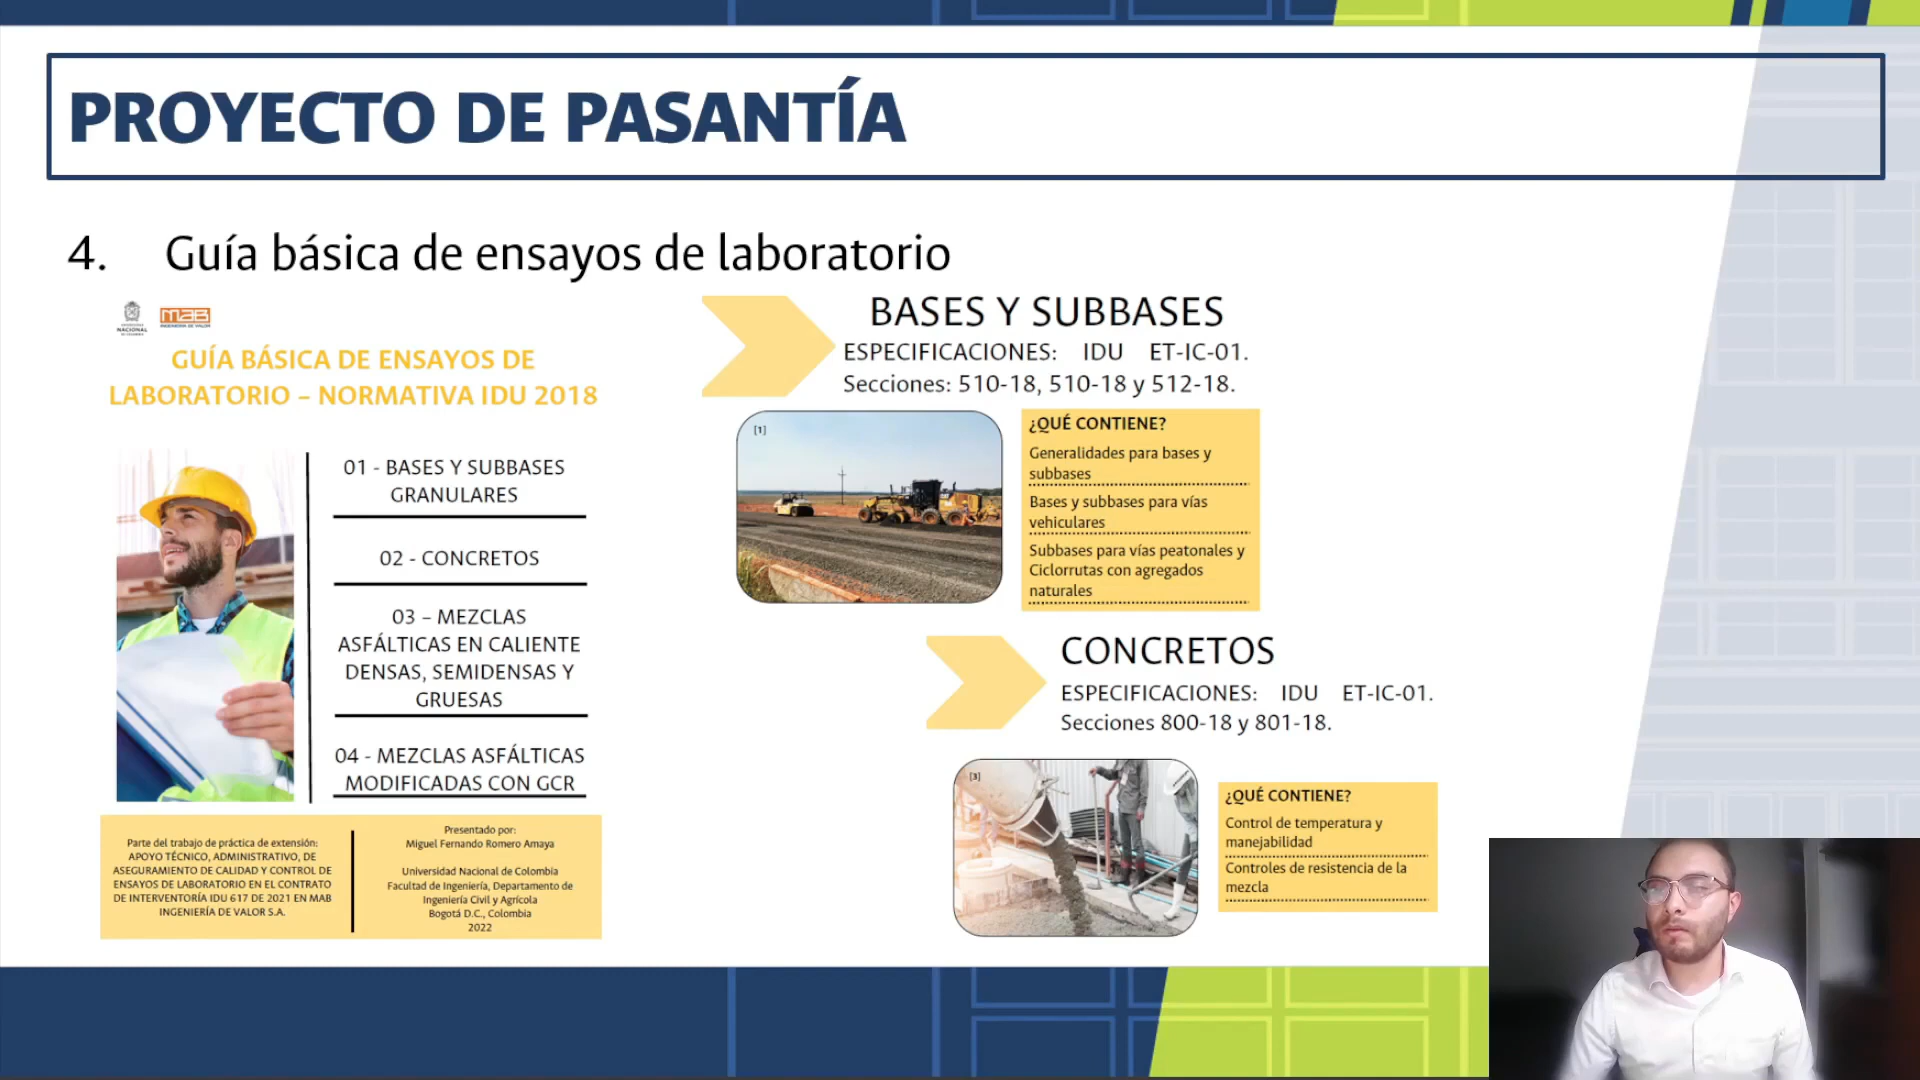 PROYECTO DE PASANTÍA
4. Guía básica de ensayos de laboratorio
NACIONAL
MAB
INGENIERÍA DE VALOR
GUÍA BÁSICA DE ENSAYOS DE
LABORATORIO – NORMATIVA IDU 2018
01 - BASES Y SUBBASES
GRANULARES
02 - CONCRETOS
03 – MEZCLAS
ASFÁLTICAS EN CALIENTE
DENSAS, SEMIDENSAS Y
GRUESAS
04 - MEZCLAS ASFÁLTICAS
MODIFICADAS CON GCR
Parte del trabajo de práctica de extensión:
APOYO TÉCNICO, ADMINISTRATIVO, DE
ASEGURAMIENTO DE CALIDAD Y CONTROL DE
ENSAYOS DE LABORATORIO EN EL CONTRATO
DE INTERVENTORÍA IDU 617 DE 2021 EN MAB
INGENIERÍA DE VALOR S.A.
Presentado por:
Miguel Fernando Romero Amaya
Universidad Nacional de Colombia
Facultad de Ingeniería, Departamento de
Ingeniería Civil y Agrícola
Bogotá D.C., Colombia
2022
BASES Y SUBBASES
ESPECIFICACIONES: IDU ET-IC-01.
Secciones: 510-18, 510-18 y 512-18.
[1]
¿QUÉ CONTIENE?
Generalidades para bases y
subbases
Bases y subbases para vías
vehiculares
Subbases para vías peatonales y
Ciclorrutas con agregados
naturales
CONCRETOS
ESPECIFICACIONES: IDU ET-IC-01.
Secciones 800-18 y 801-18.
[3]
¿QUÉ CONTIENE?
Control de temperatura y
manejabilidad
Controles de resistencia de la
mezcla